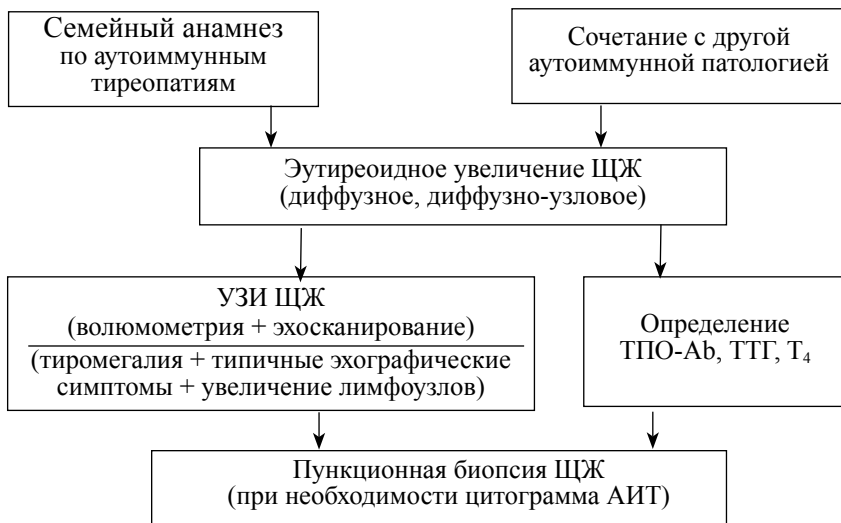 Семейный анамнез
по аутоиммунным
тиреопатиям
Сочетание с другой
аутоиммунной патологией
Эутиреоидное увеличение ЩЖ
(диффузное, диффузно-узловое)
УЗИ ЩЖ
(волюмометрия + эхосканирование)
(тиромегалия + типичные эхографические
симптомы + увеличение лимфоузлов)
Определение
ТПО-Ab, ТТГ, Т₄
Пункционная биопсия ЩЖ
(при необходимости цитограмма АИТ)